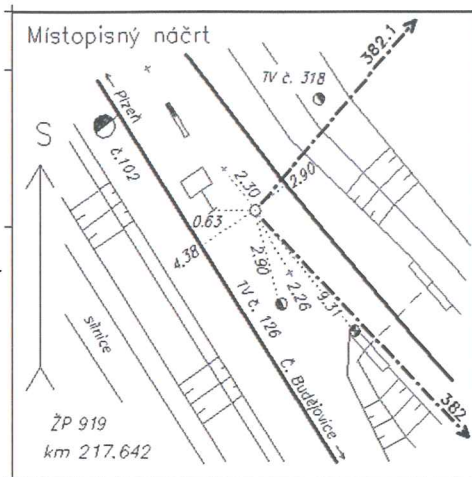 Místopisný náčrt
382.1
TV č. 318
← Plzeň
S
č.102
2.30
2.90
0.63
4.38
2.90
2.26
9.31
TV č. 126
silnice
Č. Budějovice →
382
ŽP 919
km 217.642